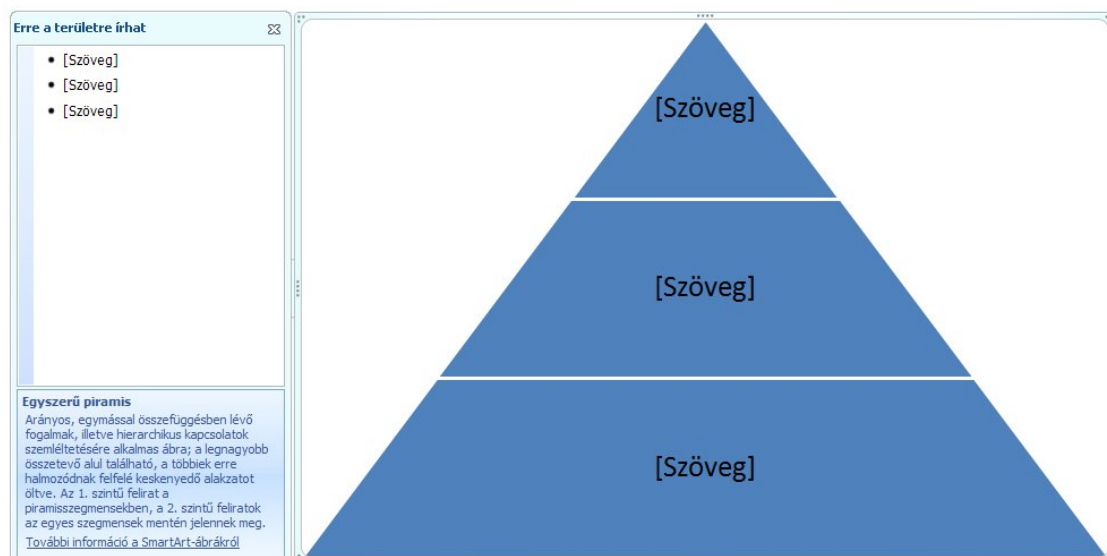 Erre a területre írhat
[Szöveg]
[Szöveg]
[Szöveg]
Egyszerű piramis
Arányos, egymással összefüggésben lévő
fogalmak, illetve hierarchikus kapcsolatok
szemléltetésére alkalmas ábra; a legnagyobb
összetevő alul található, a többiek erre
halmozódnak felfelé keskenyedő alakzatot
öltve. Az 1. szintű felirat a
piramisszegmensekben, a 2. szintű feliratok
az egyes szegmensek mentén jelennek meg.
További információ a SmartArt-ábrákról
[Szöveg]
[Szöveg]
[Szöveg]